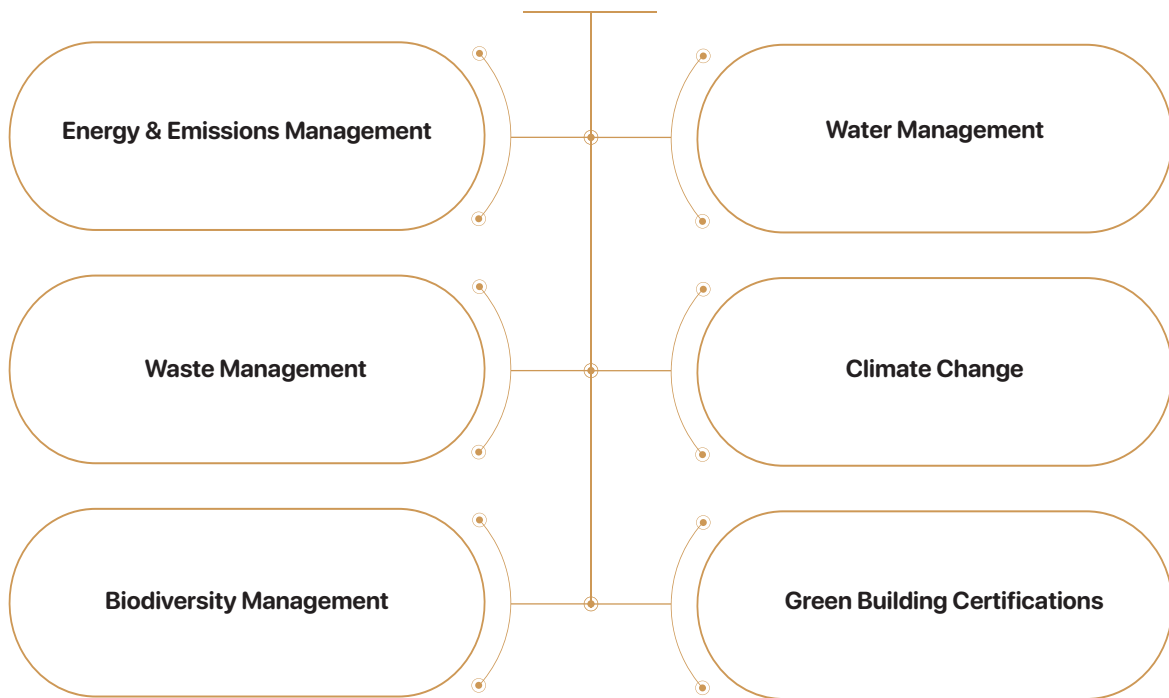 Energy & Emissions Management
Water Management
Waste Management
Climate Change
Biodiversity Management
Green Building Certifications